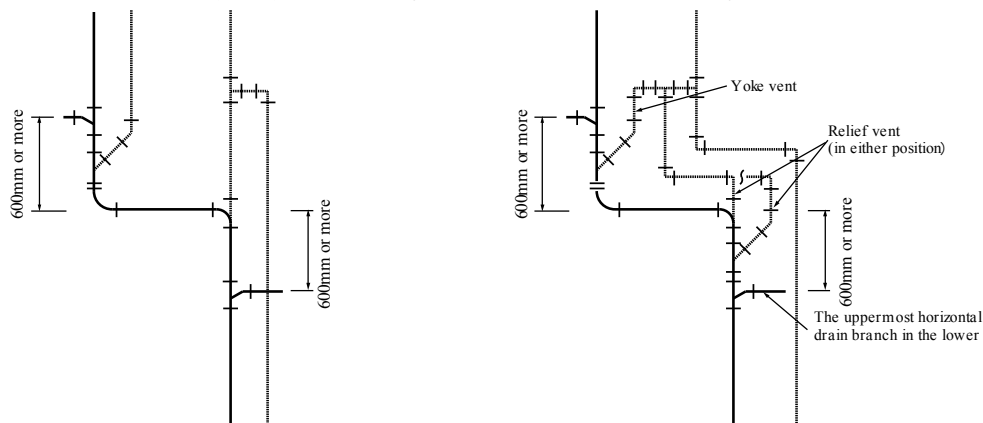 600mm or more
600mm or more
Yoke vent
Relief vent
(in either position)
600mm or more
600mm or more
The uppermost horizontal
drain branch in the lower